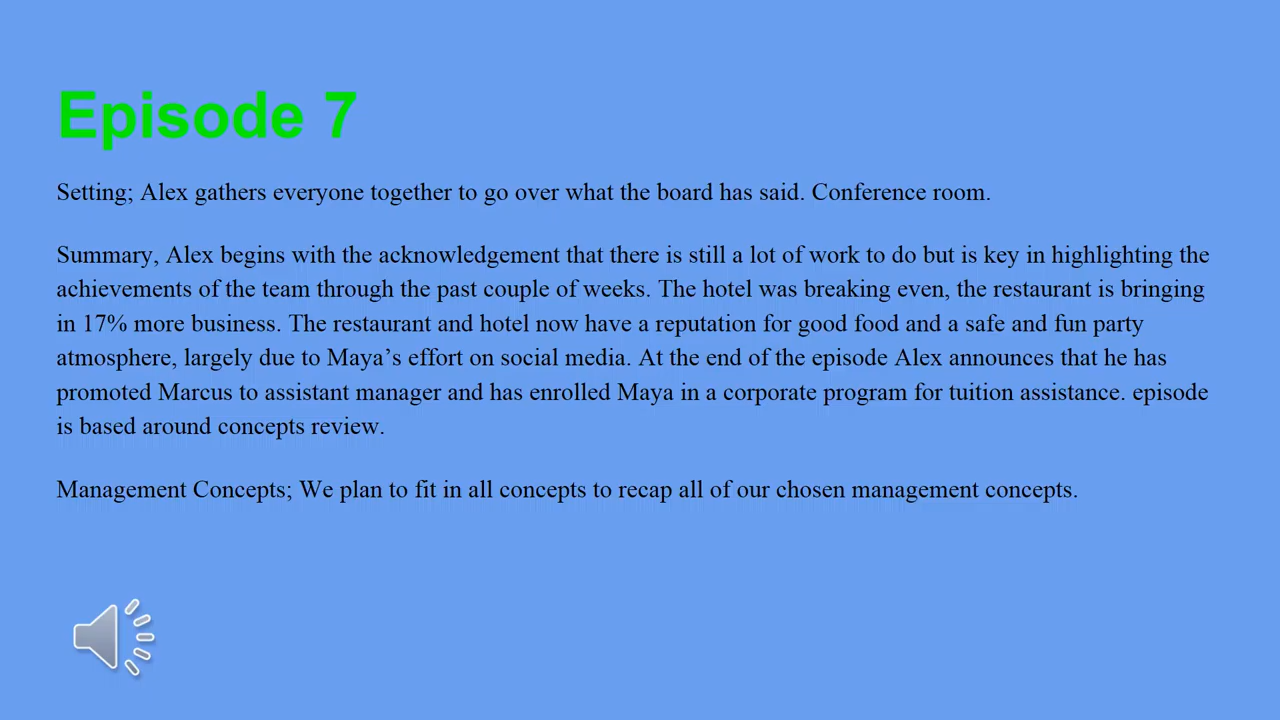 Episode 7
Setting; Alex gathers everyone together to go over what the board has said. Conference room.
Summary, Alex begins with the acknowledgement that there is still a lot of work to do but is key in highlighting the
achievements of the team through the past couple of weeks. The hotel was breaking even, the restaurant is bringing
in 17% more business. The restaurant and hotel now have a reputation for good food and a safe and fun party
atmosphere, largely due to Maya’s effort on social media. At the end of the episode Alex announces that he has
promoted Marcus to assistant manager and has enrolled Maya in a corporate program for tuition assistance. episode
is based around concepts review.
Management Concepts; We plan to fit in all concepts to recap all of our chosen management concepts.